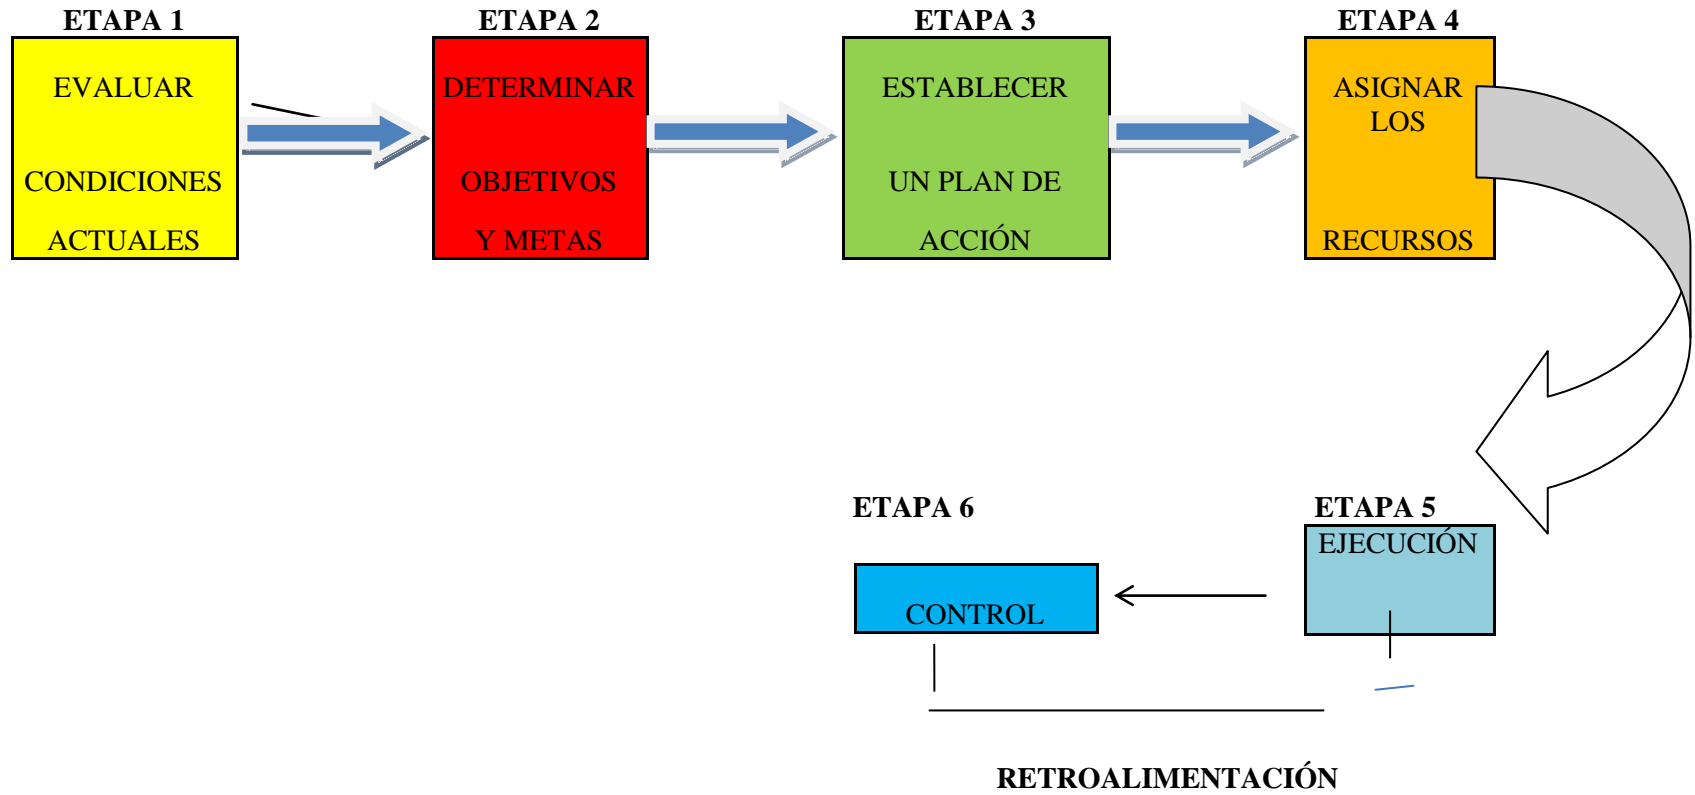 ETAPA 1
EVALUAR
CONDICIONES
ACTUALES
ETAPA 2
DETERMINAR
OBJETIVOS
Y METAS
ETAPA 3
ESTABLECER
UN PLAN DE
ACCIÓN
ETAPA 4
ASIGNAR
LOS
RECURSOS
ETAPA 5
EJECUCIÓN
ETAPA 6
CONTROL
RETROALIMENTACIÓN